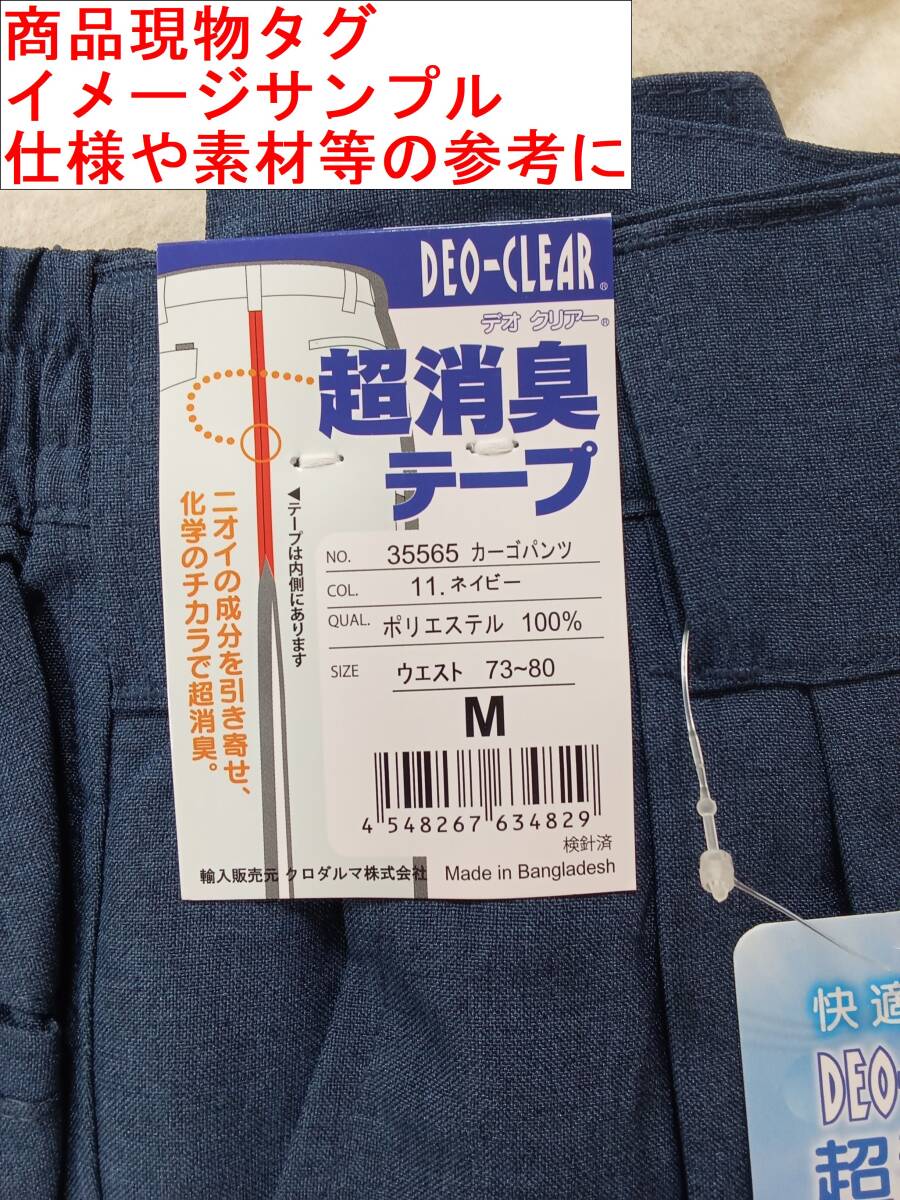 商品現物タグ
イメージサンプル
仕様や素材等の参考に
DEO-CLEAR®
デオ クリアー®
超消臭
テープ
ニオイの成分を引き寄せ、
化学のチカラで超消臭。
◀テープは内側にあります
NO. 35565 カーゴパンツ
COL. 11.ネイビー
QUAL. ポリエステル 100%
SIZE ウエスト 73~80
M
4 548267 634829
検針済
輸入販売元 クロダルマ株式会社 Made in Bangladesh
快適
DEO-
超